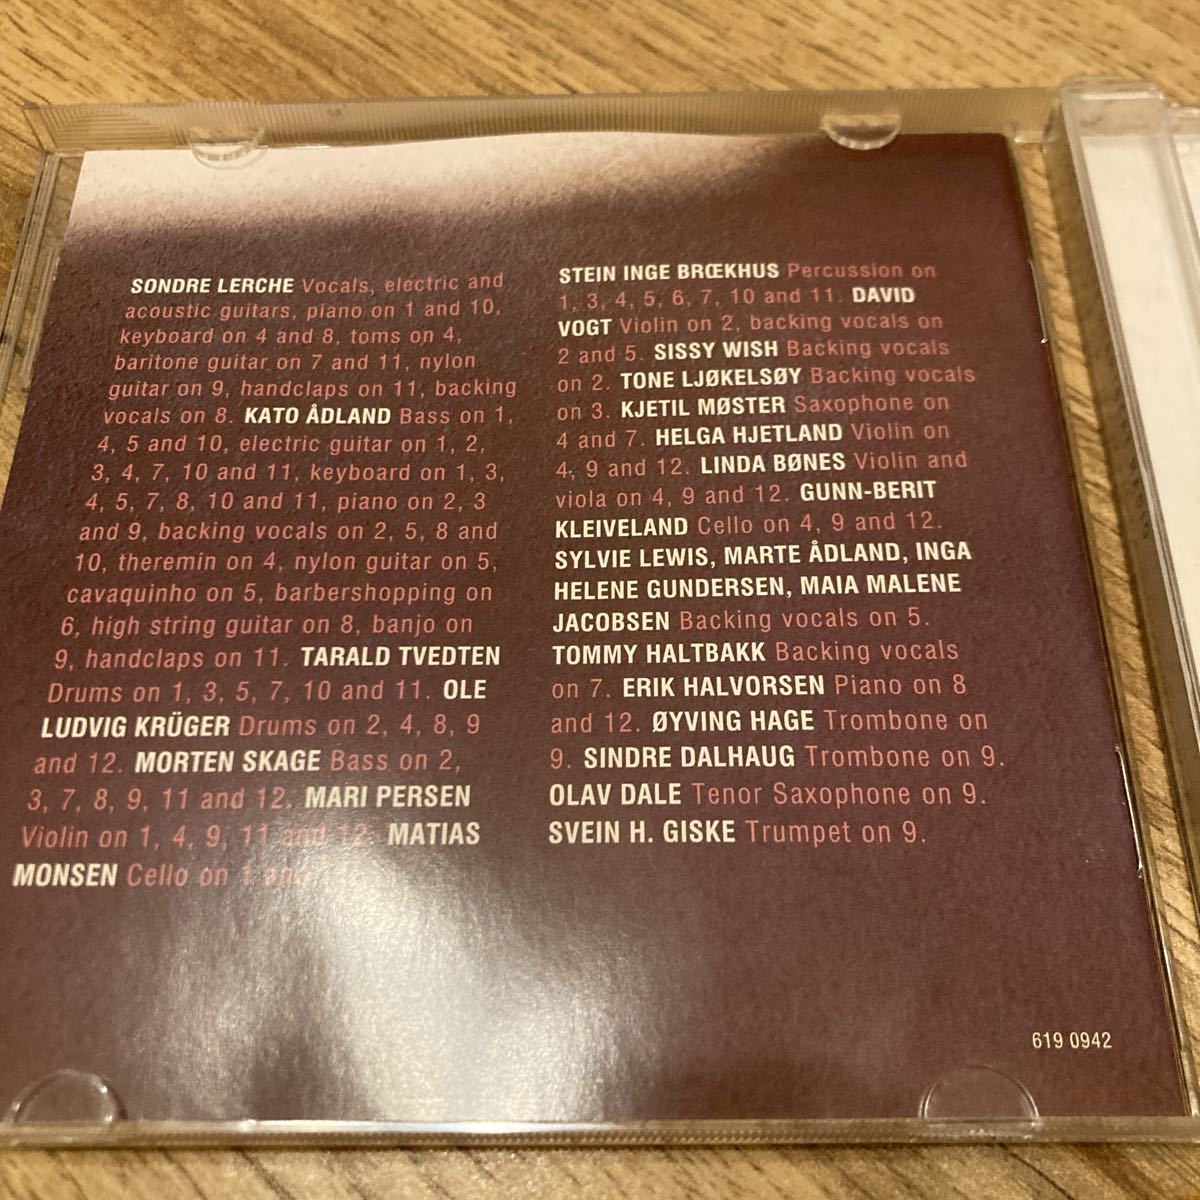 SONDRE LERCHE Vocals, electric and
acoustic guitars, piano on 1 and 10,
keyboard on 4 and 8, toms on 4,
baritone guitar on 7 and 11, nylon
guitar on 9, handclaps on 11, backing
vocals on 8. KATO ÅDLAND Bass on 1,
4, 5 and 10, electric guitar on 1, 2,
3, 4, 7, 10 and 11, keyboard on 1, 3,
4, 5, 7, 8, 10 and 11, piano on 2, 3
and 9, backing vocals on 2, 5, 8 and
10, theremin on 4, nylon guitar on 5,
cavaquinho on 5, barbershopping on
6, high string guitar on 8, banjo on
9, handclaps on 11. TARALD TVEDTEN
Drums on 1, 3, 5, 7, 10 and 11. OLE
LUDVIG KRÜGER Drums on 2, 4, 8, 9
and 12. MORTEN SKAGE Bass on 2,
3, 7, 8, 9, 11 and 12. MARI PERSEN
Violin on 1, 4, 9, 11 and 12. MATIAS
MONSEN Cello on 1 and
STEIN INGE BRŒKHUS Percussion on
1, 3, 4, 5, 6, 7, 10 and 11. DAVID
VOGT Violin on 2, backing vocals on
2 and 5. SISSY WISH Backing vocals
on 2. TONE LJØKELSØY Backing vocals
on 3. KJETIL MØSTER Saxophone on
4 and 7. HELGA HJETLAND Violin on
4, 9 and 12. LINDA BØNES Violin and
viola on 4, 9 and 12. GUNN-BERIT
KLEIVELAND Cello on 4, 9 and 12.
SYLVIE LEWIS, MARTE ÅDLAND, INGA
HELENE GUNDERSEN, MAIA MALENE
JACOBSEN Backing vocals on 5.
TOMMY HALTBAKK Backing vocals
on 7. ERIK HALVORSEN Piano on 8
and 12. ØYVING HAGE Trombone on
9. SINDRE DALHAUG Trombone on 9.
OLAV DALE Tenor Saxophone on 9.
SVEIN H. GISKE Trumpet on 9.
619 0942